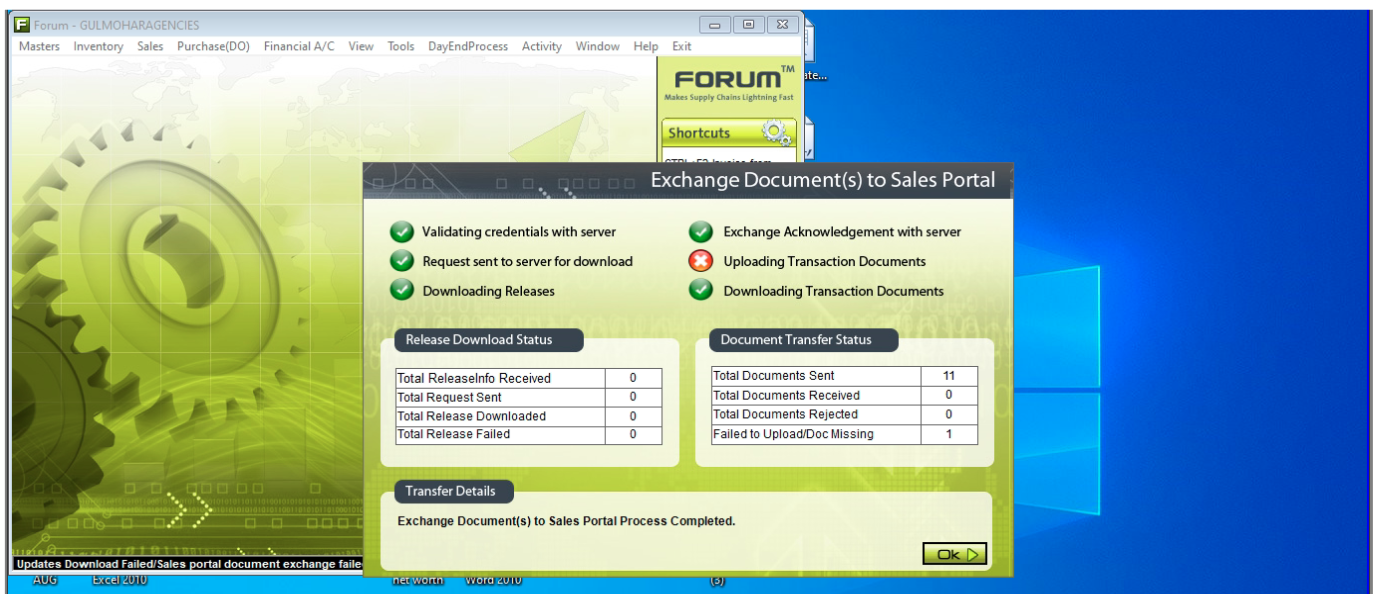 Forum - GULMOHARAGENCIES
Masters Inventory Sales Purchase(DO) Financial A/C View Tools DayEndProcess Activity Window Help Exit
FORUM™
Makes Supply Chains Lightning Fast
ate...
Shortcuts
Exchange Document(s) to Sales Portal
Validating credentials with server
Exchange Acknowledgement with server
Request sent to server for download
Uploading Transaction Documents
Downloading Releases
Downloading Transaction Documents
Release Download Status
Total ReleaseInfo Received 0
Total Request Sent 0
Total Release Downloaded 0
Total Release Failed 0
Document Transfer Status
Total Documents Sent 11
Total Documents Received 0
Total Documents Rejected 0
Failed to Upload/Doc Missing 1
Transfer Details
Exchange Document(s) to Sales Portal Process Completed.
Ok
Updates Download Failed/Sales portal document exchange faile
AUG Excel 2010 net worth Word 2010 (3)